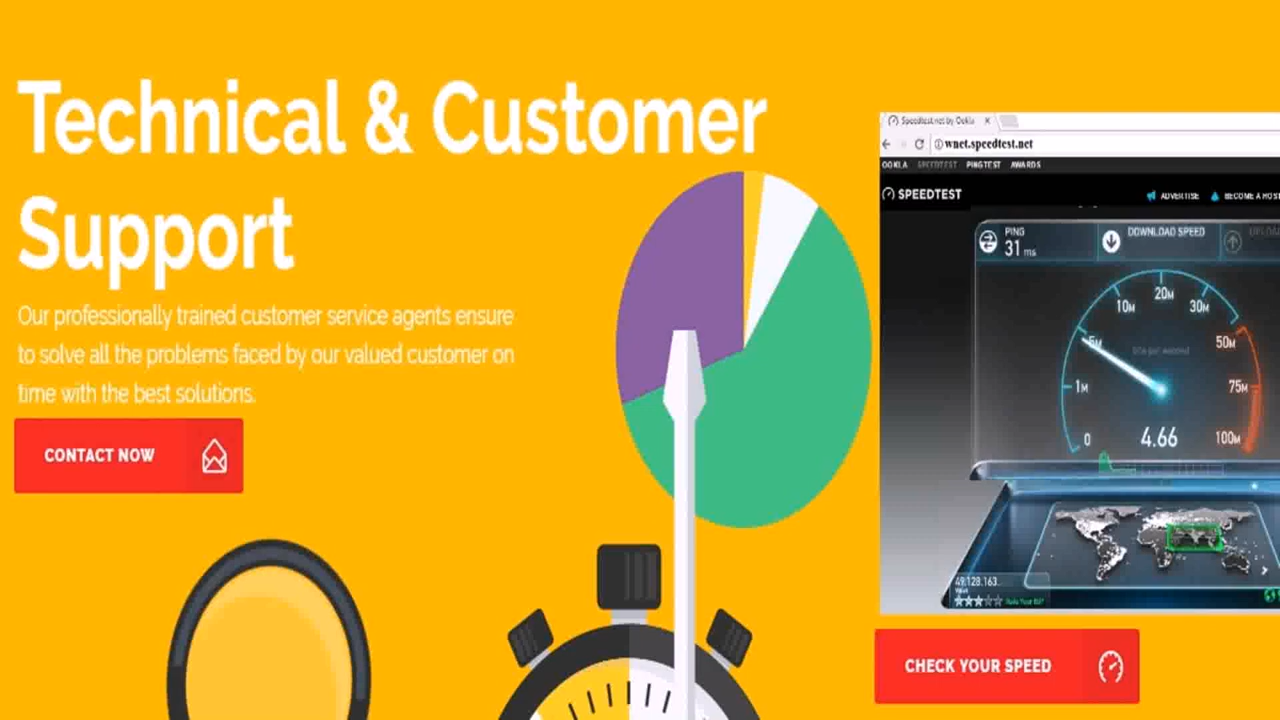 Technical & Customer
Support
Our professionally trained customer service agents ensure
to solve all the problems faced by our valued customer on
time with the best solutions.
CONTACT NOW
Speedtest.net by Ookla
wnet.speedtest.net
OOKLA SPEEDTEST PINGTEST AWARDS
SPEEDTEST
ADVERTISE BECOME A HOST
PING
31 ms
DOWNLOAD SPEED
0
1M
5M
10M
20M
30M
50M
75M
100M
4.66
49.128.163
CHECK YOUR SPEED